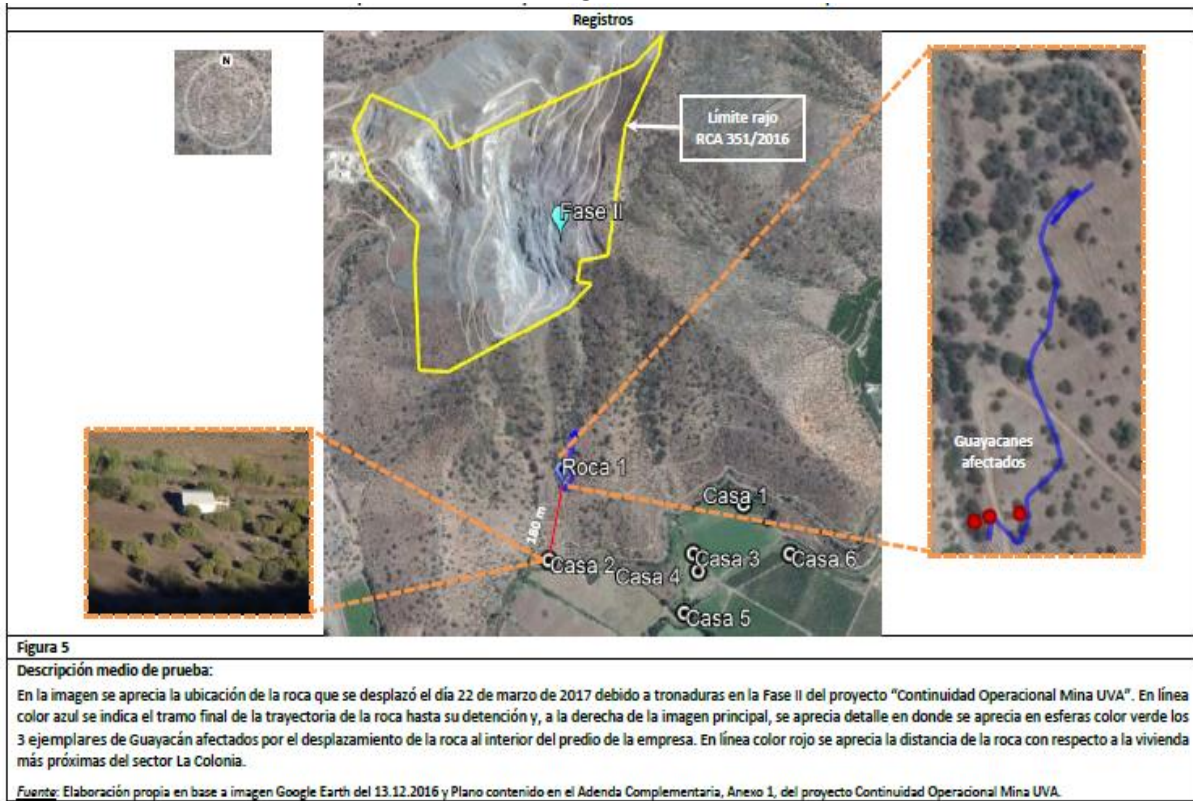 Registros
N
Límite rajo
RCA 351/2016
Fase II
Guayacanes
afectados
Roca 1
Casa 1
180 m
Casa 2
Casa 3
Casa 6
Casa 4
Casa 5
Figura 5
Descripción medio de prueba:
En la imagen se aprecia la ubicación de la roca que se desplazó el día 22 de marzo de 2017 debido a tronaduras en la Fase II del proyecto “Continuidad Operacional Mina UVA”. En línea
color azul se indica el tramo final de la trayectoria de la roca hasta su detención y, a la derecha de la imagen principal, se aprecia detalle en donde se aprecia en esferas color verde los
3 ejemplares de Guayacán afectados por el desplazamiento de la roca al interior del predio de la empresa. En línea color rojo se aprecia la distancia de la roca con respecto a la vivienda
más próximas del sector La Colonia.
Fuente: Elaboración propia en base a imagen Google Earth del 13.12.2016 y Plano contenido en el Adenda Complementaria, Anexo 1, del proyecto Continuidad Operacional Mina UVA.